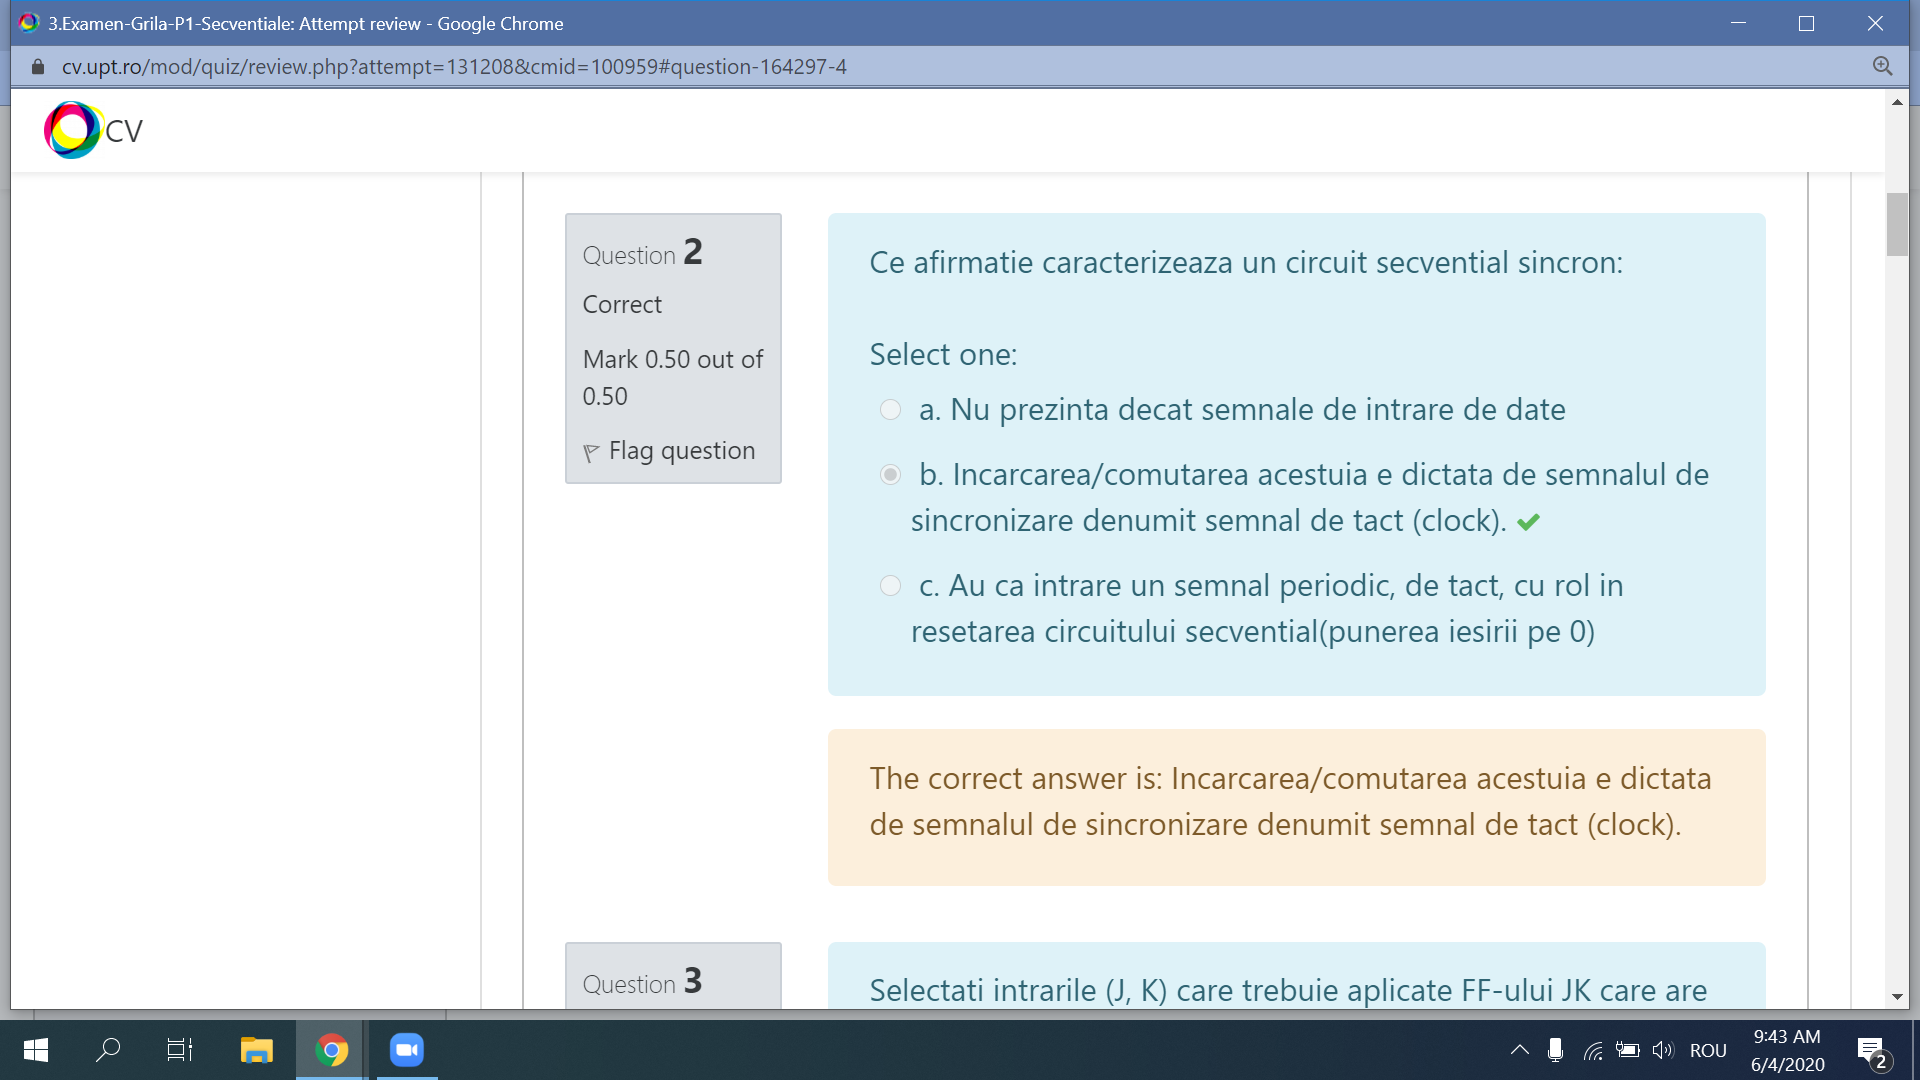 3.Examen-Grila-P1-Secventiale: Attempt review - Google Chrome
cv.upt.ro/mod/quiz/review.php?attempt=131208&cmid=100959#question-164297-4
CV
Question 2
Correct
Mark 0.50 out of
0.50
Flag question
Ce afirmatie caracterizeaza un circuit secvential sincron:
Select one:
a. Nu prezinta decat semnale de intrare de date
b. Incarcarea/comutarea acestuia e dictata de semnalul de
sincronizare denumit semnal de tact (clock).
c. Au ca intrare un semnal periodic, de tact, cu rol in
resetarea circuitului secvential(punerea iesirii pe 0)
The correct answer is: Incarcarea/comutarea acestuia e dictata
de semnalul de sincronizare denumit semnal de tact (clock).
Question 3
Selectati intrarile (J, K) care trebuie aplicate FF-ului JK care are
ROU
9:43 AM
6/4/2020
2